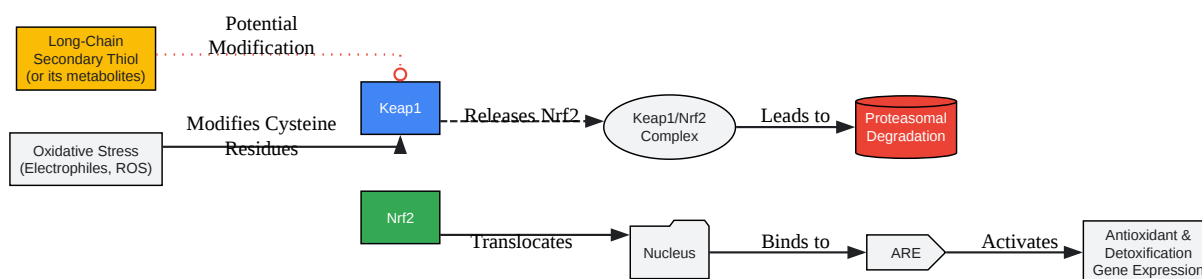 Long-Chain
Secondary Thiol
(or its metabolites)
Potential
Modification
Keap1
Releases Nrf2
Keap1/Nrf2
Complex
Leads to
Proteasomal
Degradation
Oxidative Stress
(Electrophiles, ROS)
Modifies Cysteine
Residues
Nrf2
Translocates
Nucleus
Binds to
ARE
Activates
Antioxidant &
Detoxification
Gene Expression